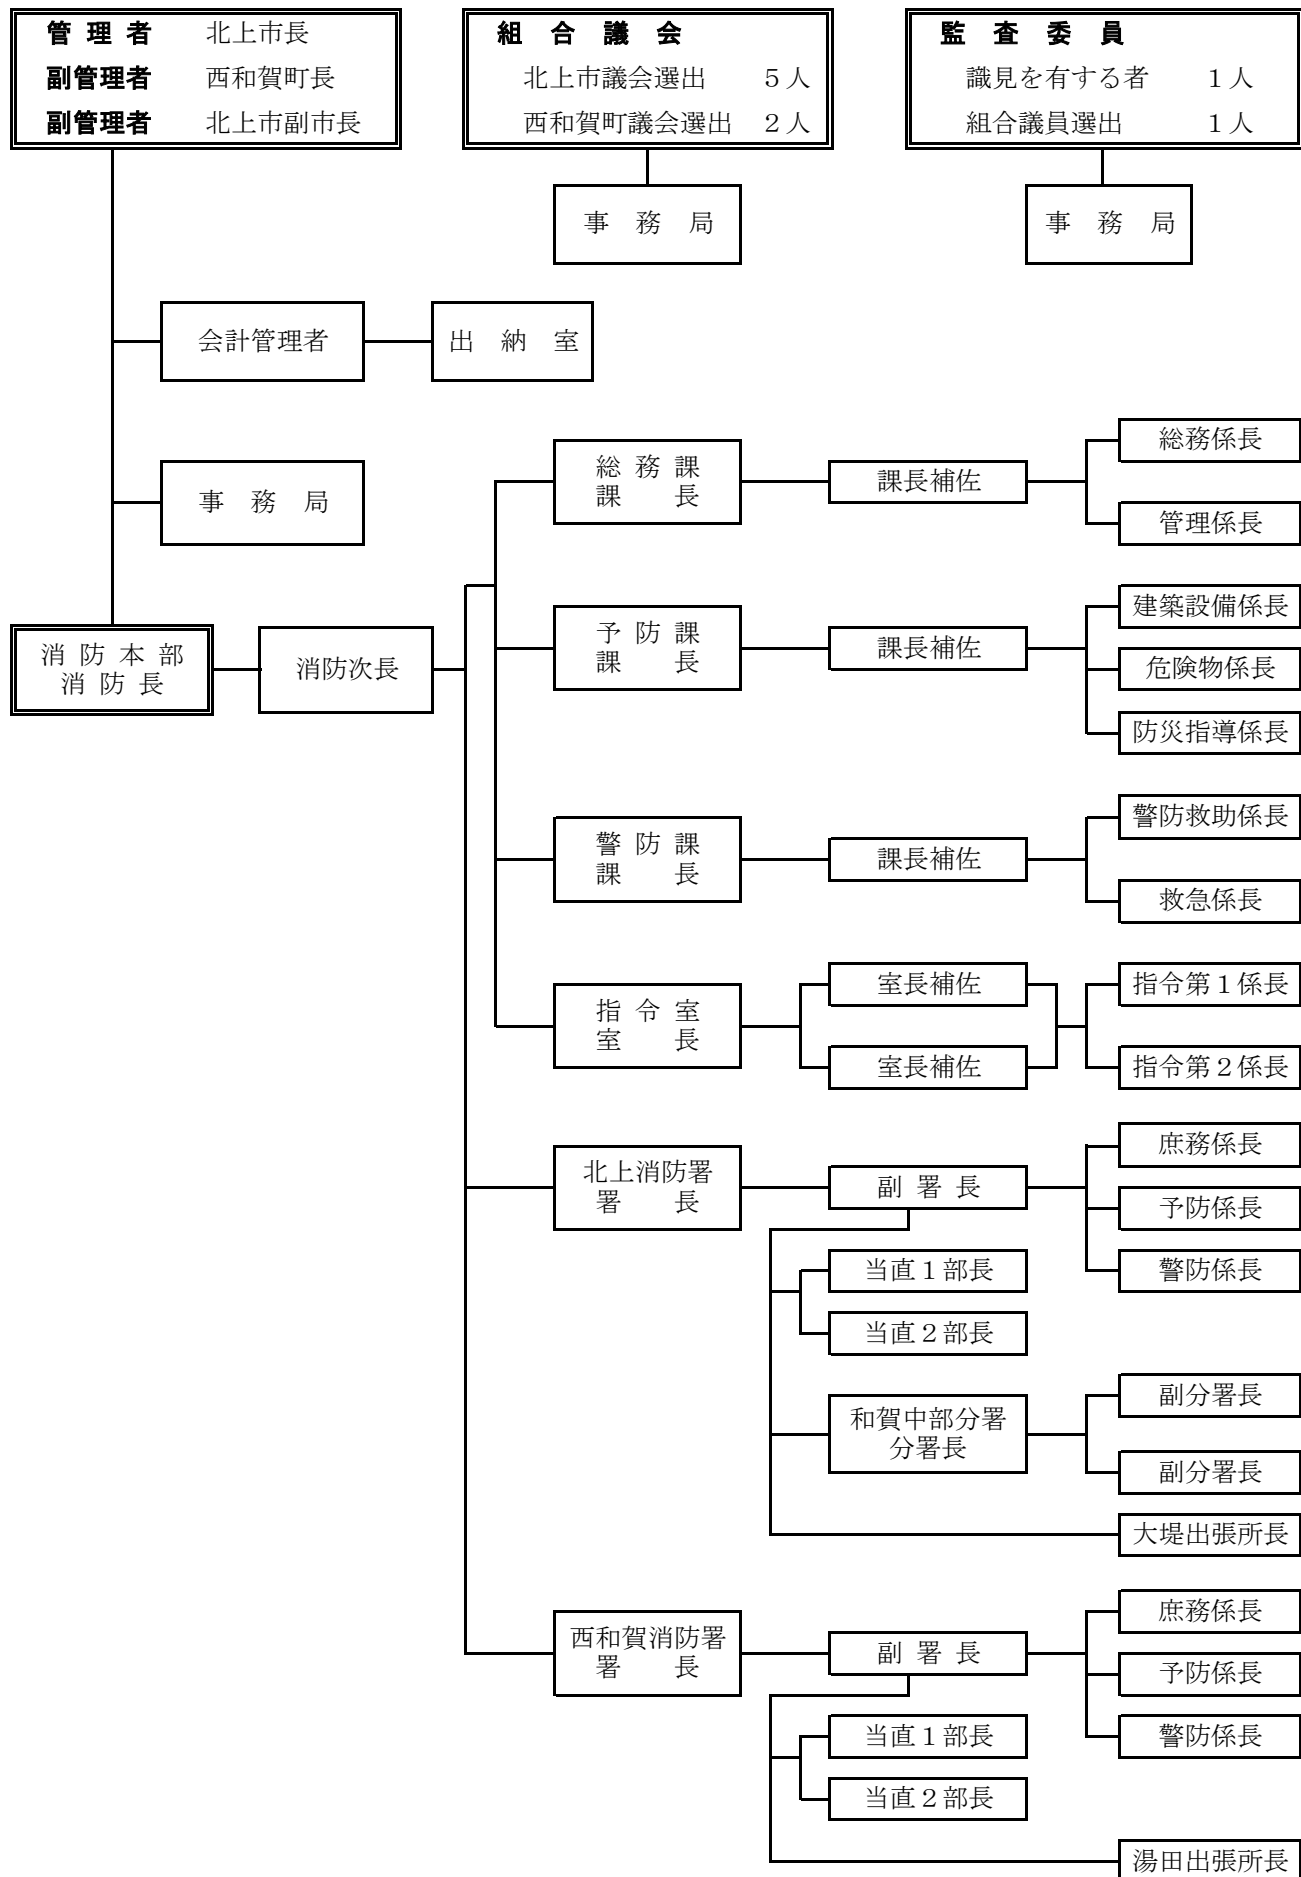 管 理 者　北上市長
副管理者　西和賀町長
副管理者　北上市副市長
組 合 議 会
北上市議会選出　５人
西和賀町議会選出　２人
監 査 委 員
識見を有する者　１人
組合議員選出　１人
事 務 局
事 務 局
会計管理者
出 納 室
事 務 局
消 防 本 部
消 防 長
消防次長
総 務 課
課 長
課長補佐
総務係長
管理係長
予 防 課
課 長
課長補佐
建築設備係長
危険物係長
防災指導係長
警 防 課
課 長
課長補佐
警防救助係長
救急係長
指 令 室
室 長
室長補佐
室長補佐
指令第１係長
指令第２係長
北上消防署
署 長
副 署 長
庶務係長
予防係長
警防係長
当直１部長
当直２部長
和賀中部分署
分署長
副分署長
副分署長
大堤出張所長
西和賀消防署
署 長
副 署 長
庶務係長
予防係長
警防係長
当直１部長
当直２部長
湯田出張所長